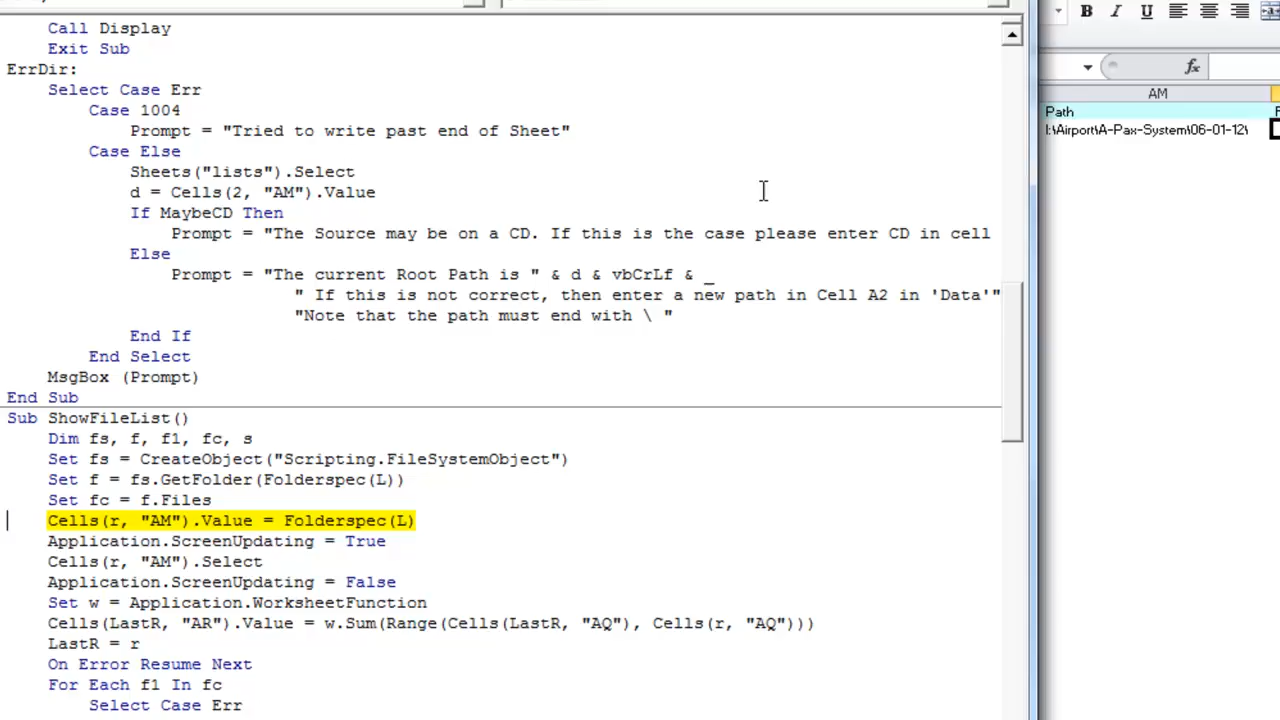 Call Display
Exit Sub
ErrDir:
Select Case Err
Case 1004
Prompt = "Tried to write past end of Sheet"
Case Else
Sheets("lists").Select
d = Cells(2, "AM").Value
If MaybeCD Then
Prompt = "The Source may be on a CD. If this is the case please enter CD in cell
Else
Prompt = "The current Root Path is " & d & vbCrLf & _
" If this is not correct, then enter a new path in Cell A2 in 'Data'"
"Note that the path must end with \ "
End If
End Select
MsgBox (Prompt)
End Sub
Sub ShowFileList()
Dim fs, f, f1, fc, s
Set fs = CreateObject("Scripting.FileSystemObject")
Set f = fs.GetFolder(Folderspec(L))
Set fc = f.Files
Cells(r, "AM").Value = Folderspec(L)
Application.ScreenUpdating = True
Cells(r, "AM").Select
Application.ScreenUpdating = False
Set w = Application.WorksheetFunction
Cells(LastR, "AR").Value = w.Sum(Range(Cells(LastR, "AQ"), Cells(r, "AQ")))
LastR = r
On Error Resume Next
For Each f1 In fc
Select Case Err
B I U
fx
AM
Path
I:\Airport\A-Pax-System\06-01-12\